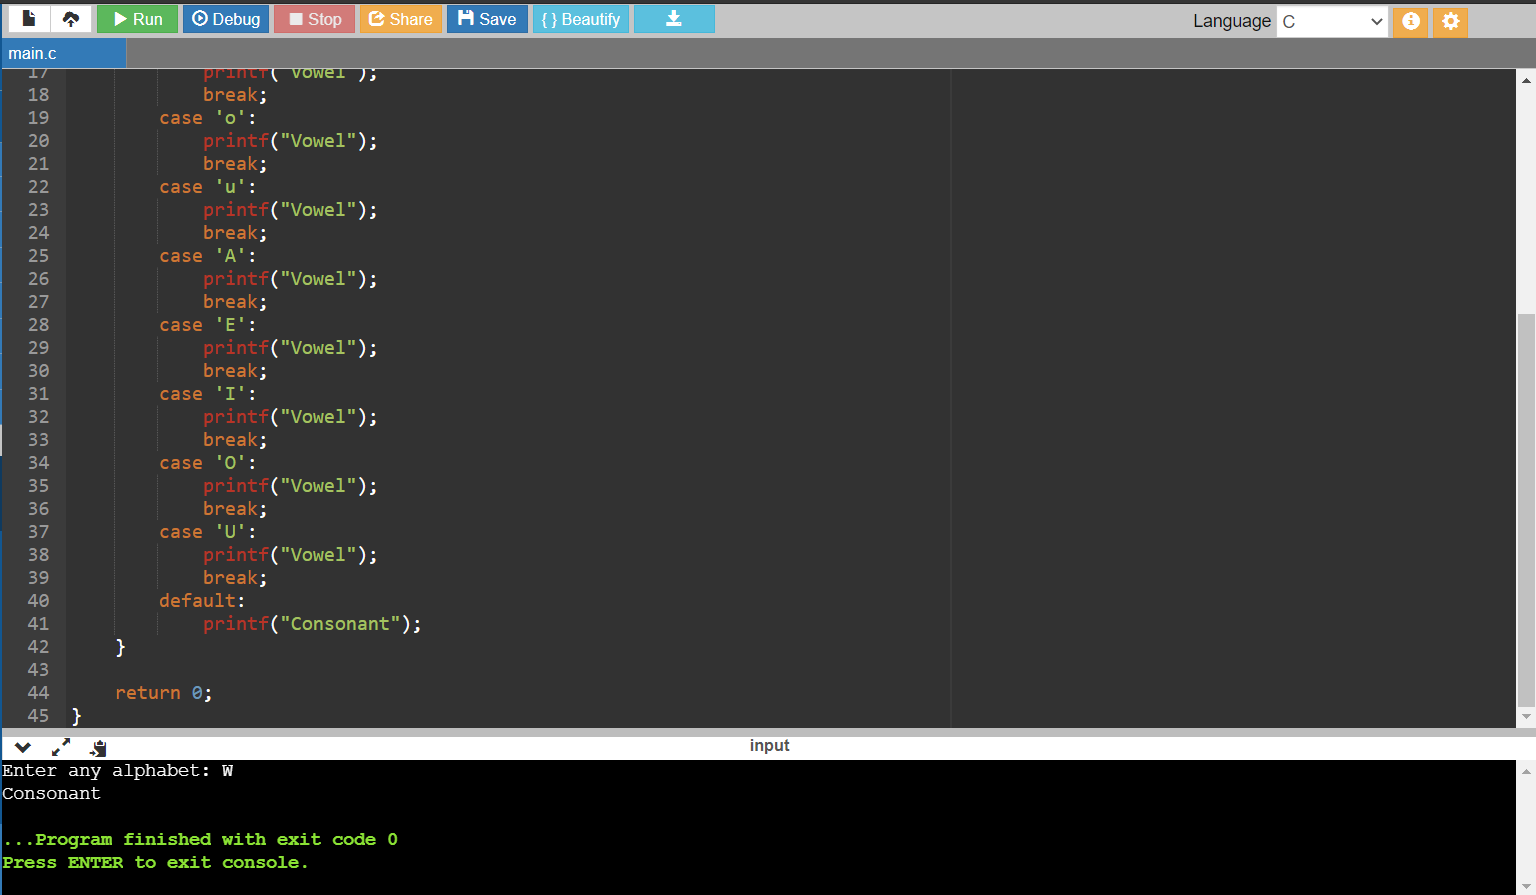 Run Debug Stop Share Save { } Beautify Language C
main.c
17 printf("Vowel");
18 break;
19 case 'o':
20 printf("Vowel");
21 break;
22 case 'u':
23 printf("Vowel");
24 break;
25 case 'A':
26 printf("Vowel");
27 break;
28 case 'E':
29 printf("Vowel");
30 break;
31 case 'I':
32 printf("Vowel");
33 break;
34 case 'O':
35 printf("Vowel");
36 break;
37 case 'U':
38 printf("Vowel");
39 break;
40 default:
41 printf("Consonant");
42 }
43
44 return 0;
45 }
input
Enter any alphabet: W
Consonant
...Program finished with exit code 0
Press ENTER to exit console.